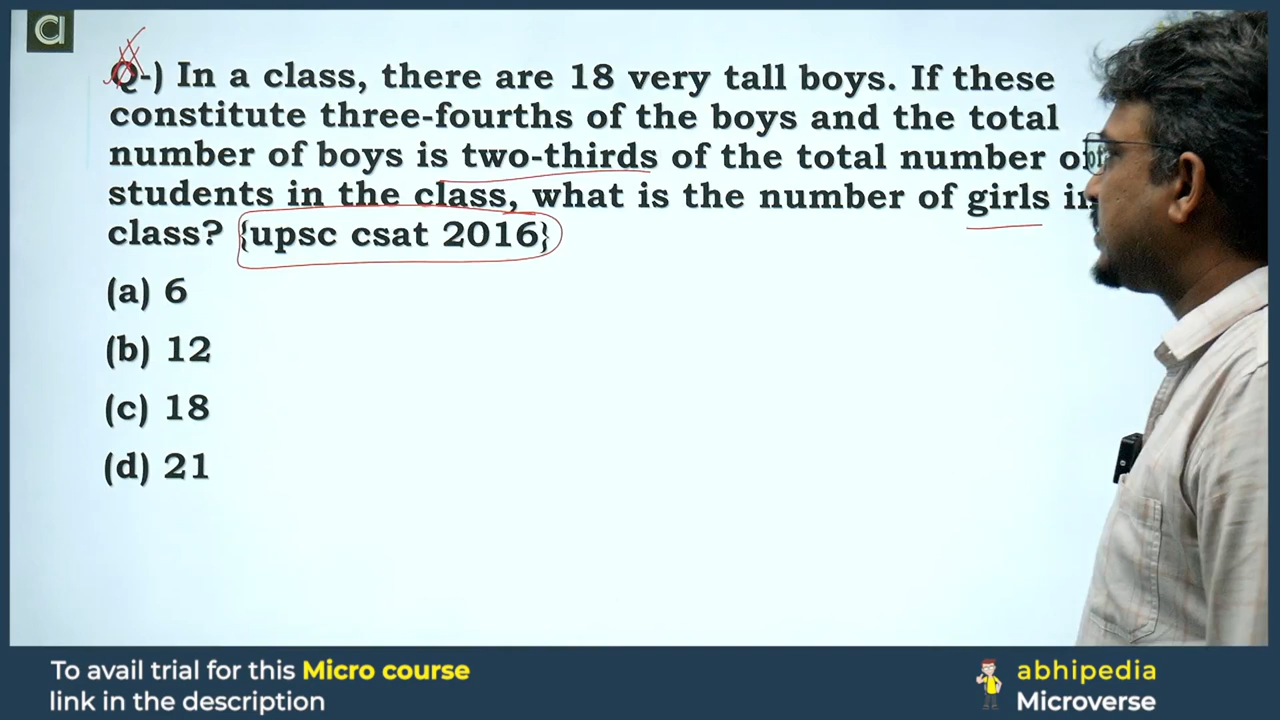 a
Q-) In a class, there are 18 very tall boys. If these
constitute three-fourths of the boys and the total
number of boys is two-thirds of the total number of
students in the class, what is the number of girls in
class? {upsc csat 2016}
(a) 6
(b) 12
(c) 18
(d) 21
To avail trial for this Micro course
link in the description
abhipedia
Microverse